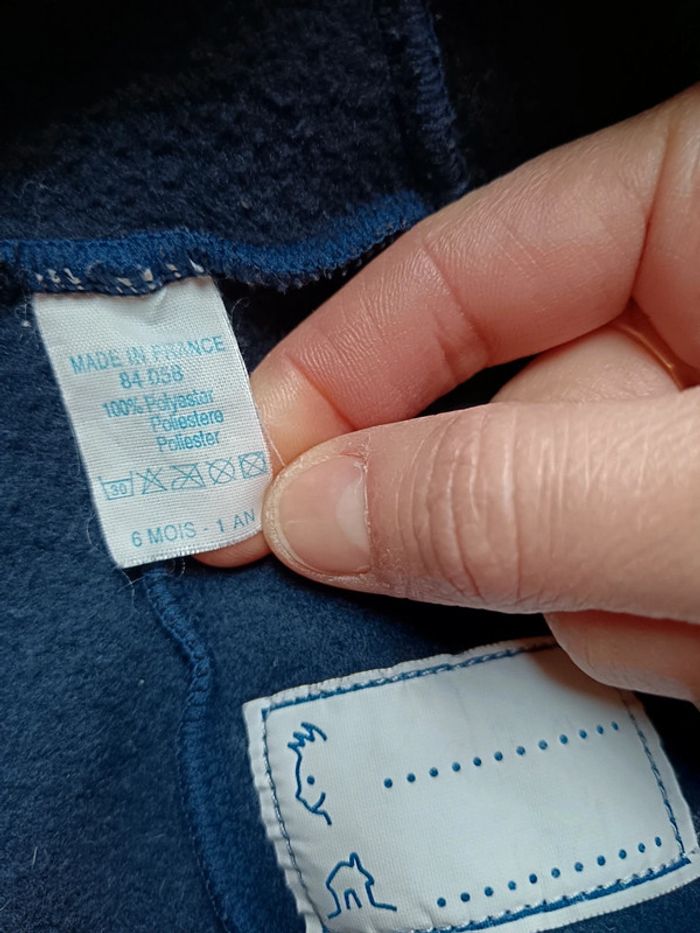 MADE IN FRANCE
84 058
100% Polyester
Poliestere
Poliester
30
6 MOIS - 1 AN